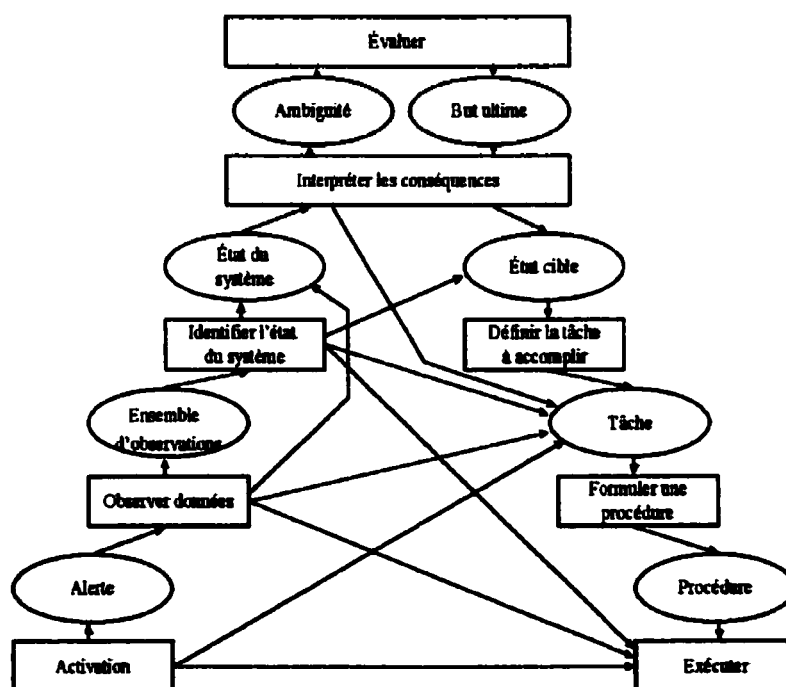 Évaluer
Ambiguité
But ultime
Interpréter les conséquences
État du
système
État cible
Identifier l'état
du système
Définir la tâche
à accomplir
Ensemble
d'observations
Tâche
Observer données
Formuler une
procédure
Alerte
Procédure
Activation
Exécuter